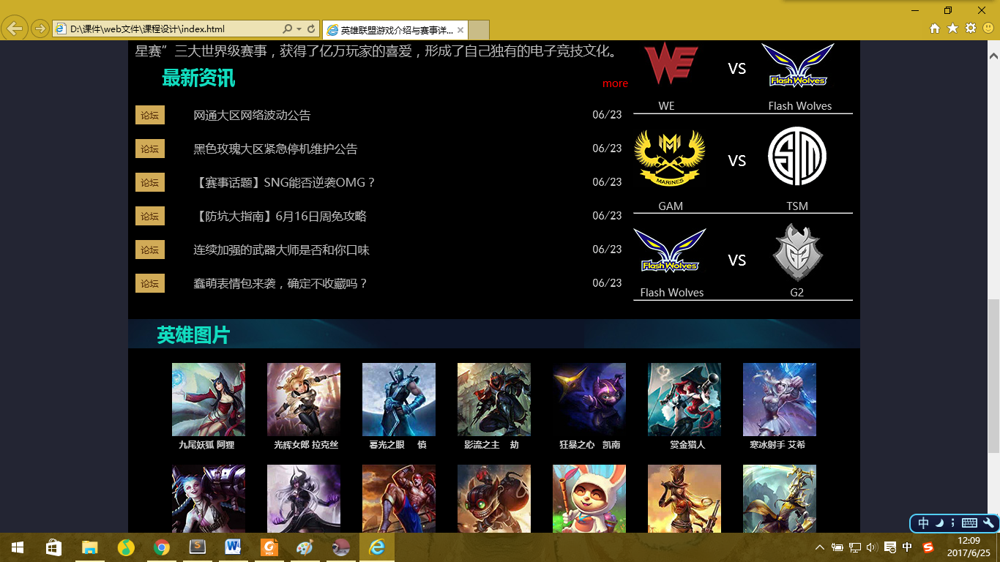 D:\课件\web文件\课程设计\index.html
英雄联盟游戏介绍与赛事详...
星赛”三大世界级赛事，获得了亿万玩家的喜爱，形成了自己独有的电子竞技文化。
最新资讯
more
论坛 网通大区网络波动公告 06/23
论坛 黑色玫瑰大区紧急停机维护公告 06/23
论坛 【赛事话题】SNG能否逆袭OMG？ 06/23
论坛 【防坑大指南】6月16日周免攻略 06/23
论坛 连续加强的武器大师是否和你口味 06/23
论坛 蠢萌表情包来袭，确定不收藏吗？ 06/23
WE VS Flash Wolves
WE Flash Wolves
MARINES VS TSM
GAM TSM
Flash Wolves VS G2
Flash Wolves G2
英雄图片
九尾妖狐 阿狸 光辉女郎 拉克丝 暮光之眼 慎 影流之主 劫 狂暴之心 凯南 赏金猎人 寒冰射手 艾希
中
中
12:09
2017/6/25